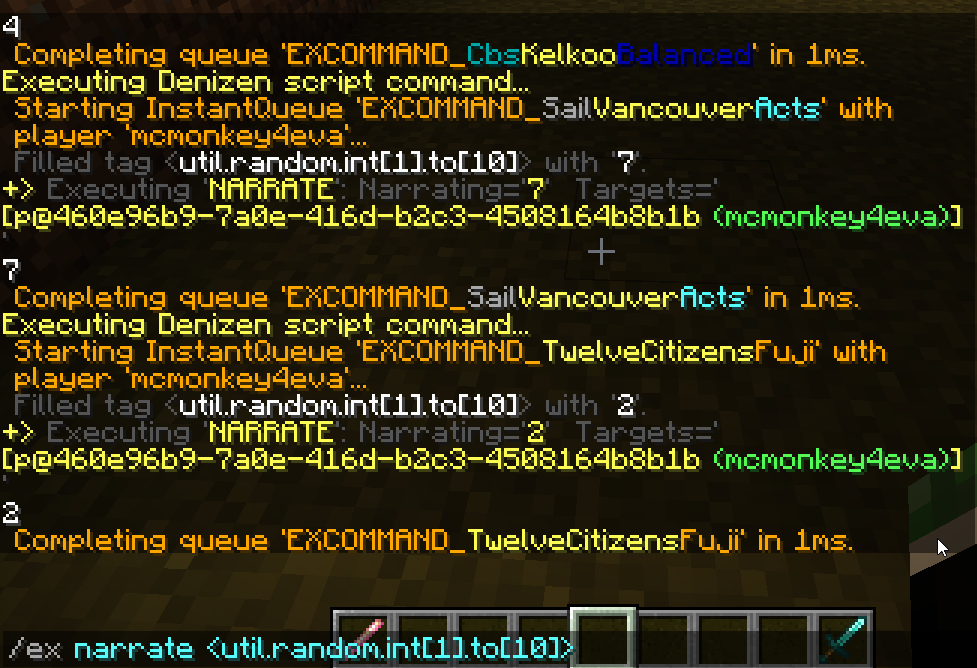 4
Completing queue 'EXCOMMAND_CbsKelkooBalanced' in 1ms.
Executing Denizen script command...
Starting InstantQueue 'EXCOMMAND_SailVancouverActs' with
player 'mcmonkey4eva'...
Filled tag <util.random.int[1].to[10]> with '7'.
+> Executing 'NARRATE': Narrating='7'  Targets='
[p@460e96b9-7a0e-416d-b2c3-4508164b8b1b (mcmonkey4eva)]
'
7
Completing queue 'EXCOMMAND_SailVancouverActs' in 1ms.
Executing Denizen script command...
Starting InstantQueue 'EXCOMMAND_TwelveCitizensFuji' with
player 'mcmonkey4eva'...
Filled tag <util.random.int[1].to[10]> with '2'.
+> Executing 'NARRATE': Narrating='2'  Targets='
[p@460e96b9-7a0e-416d-b2c3-4508164b8b1b (mcmonkey4eva)]
'
2
Completing queue 'EXCOMMAND_TwelveCitizensFuji' in 1ms.
/ex narrate <util.random.int[1].to[10]>